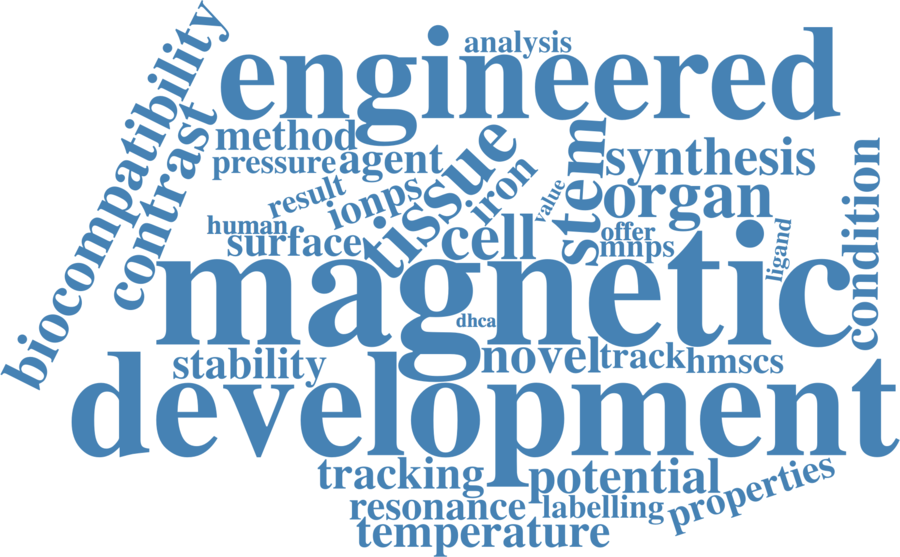 analysis
engineered
biocompatibility
contrast
method
pressure
agent
tissue
stem
synthesis
iron
result
ionps
value
organ
condition
human
surface
cell
offer
mnps
ligand
magnetic
dhca
stability
novel
track
hmscs
development
tracking
potential
properties
resonance
labelling
temperature